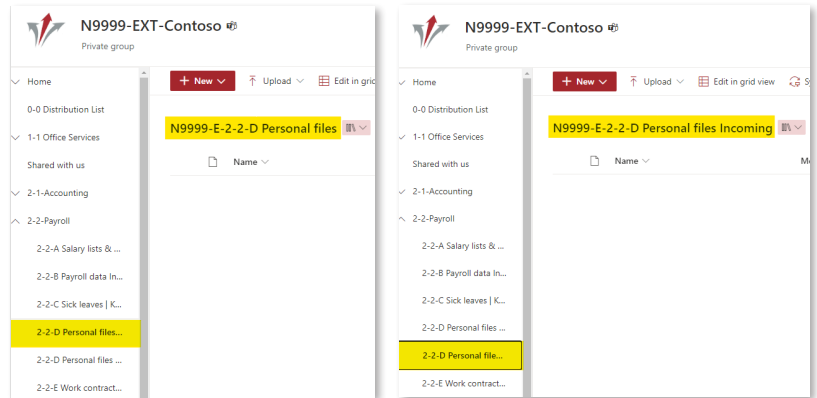 N9999-EXT-Contoso
Private group
Home
0-0 Distribution List
1-1 Office Services
Shared with us
2-1-Accounting
2-2-Payroll
2-2-A Salary lists & ...
2-2-B Payroll data In...
2-2-C Sick leaves | K...
2-2-D Personal files...
2-2-D Personal files ...
2-2-E Work contract...
+ New
Upload
Edit in gric
N9999-E-2-2-D Personal files
Name
N9999-EXT-Contoso
Private group
Home
0-0 Distribution List
1-1 Office Services
Shared with us
2-1-Accounting
2-2-Payroll
2-2-A Salary lists & ...
2-2-B Payroll data In...
2-2-C Sick leaves | K...
2-2-D Personal files ...
2-2-D Personal file...
2-2-E Work contract...
+ New
Upload
Edit in grid view
S
N9999-E-2-2-D Personal files Incoming
Name
M